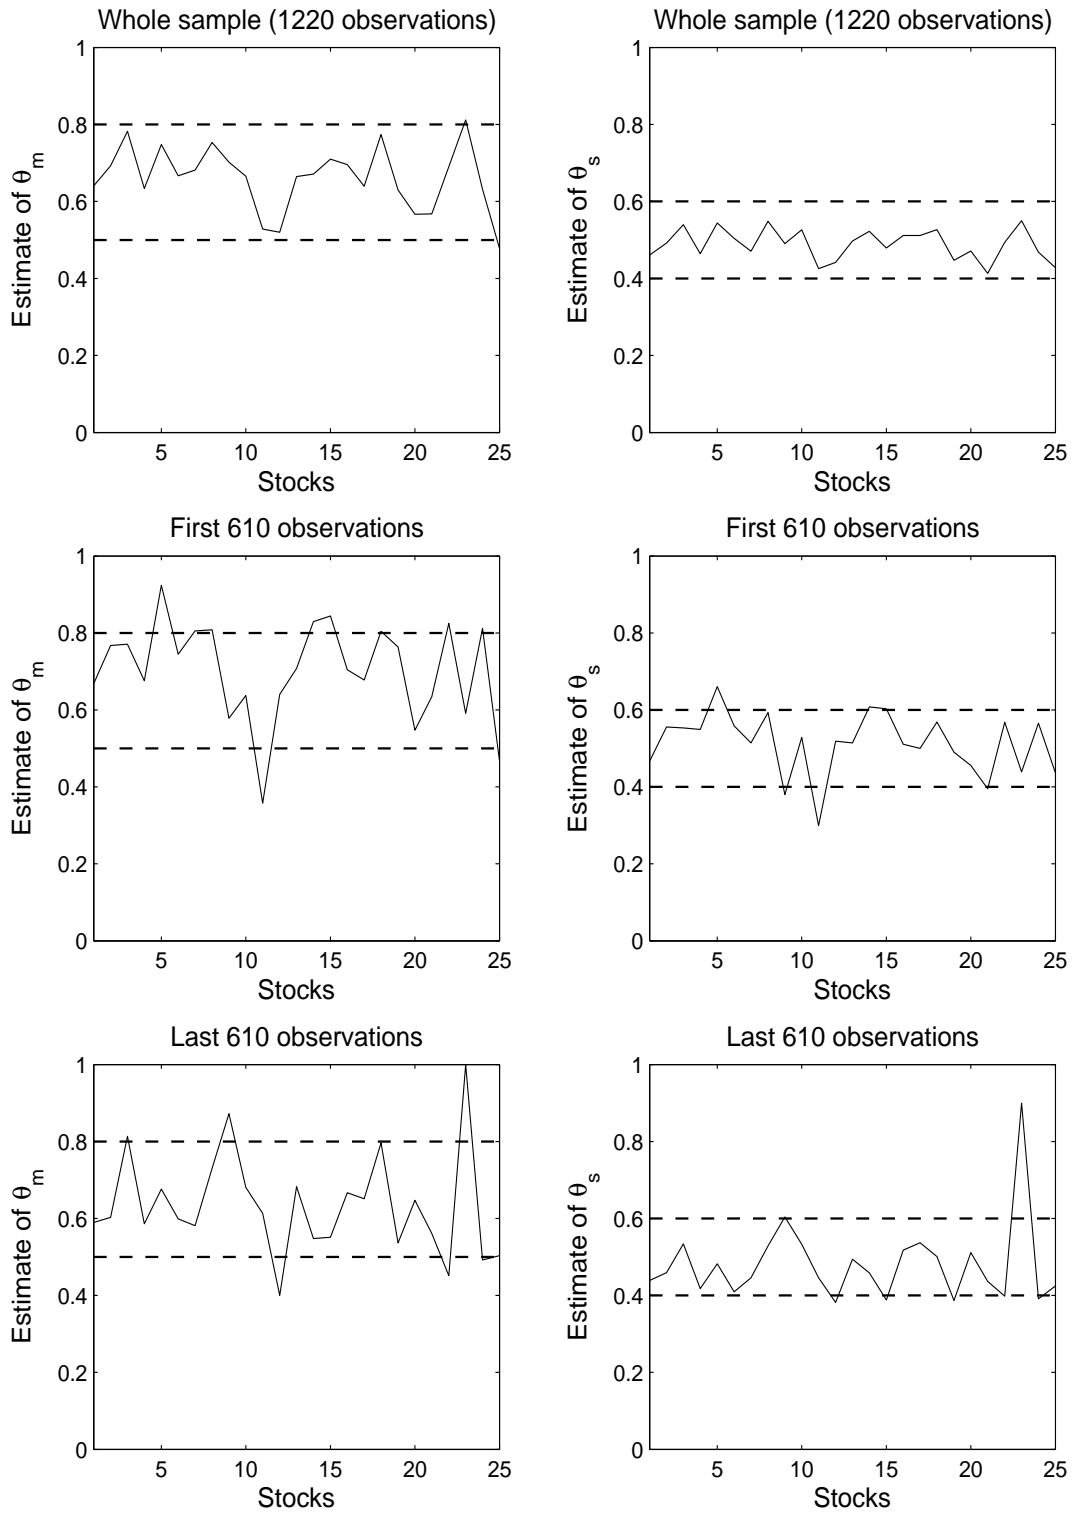 Whole sample (1220 observations)
1
0.8
0.6
0.4
0.2
0
5 10 15 20 25
Estimate of θm
Stocks
Whole sample (1220 observations)
1
0.8
0.6
0.4
0.2
0
5 10 15 20 25
Estimate of θs
Stocks
First 610 observations
1
0.8
0.6
0.4
0.2
0
5 10 15 20 25
Estimate of θm
Stocks
First 610 observations
1
0.8
0.6
0.4
0.2
0
5 10 15 20 25
Estimate of θs
Stocks
Last 610 observations
1
0.8
0.6
0.4
0.2
0
5 10 15 20 25
Estimate of θm
Stocks
Last 610 observations
1
0.8
0.6
0.4
0.2
0
5 10 15 20 25
Estimate of θs
Stocks